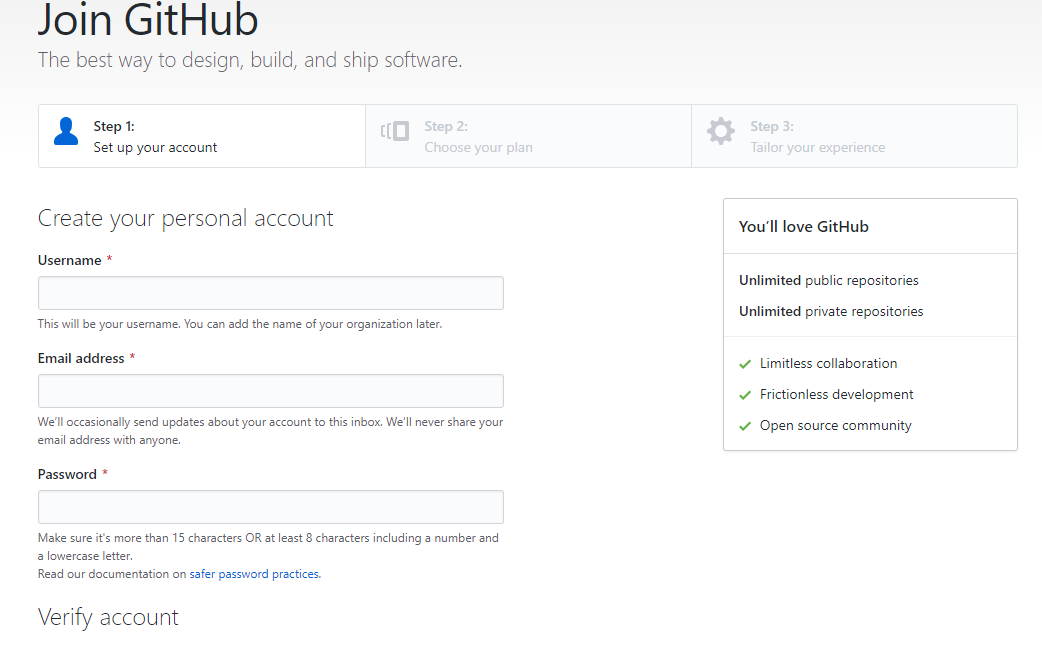 Join GitHub
The best way to design, build, and ship software.
Step 1:
Set up your account
Step 2:
Choose your plan
Step 3:
Tailor your experience
Create your personal account
Username *
This will be your username. You can add the name of your organization later.
Email address *
We'll occasionally send updates about your account to this inbox. We'll never share your
email address with anyone.
Password *
Make sure it's more than 15 characters OR at least 8 characters including a number and
a lowercase letter.
Read our documentation on safer password practices.
Verify account
You'll love GitHub
Unlimited public repositories
Unlimited private repositories
Limitless collaboration
Frictionless development
Open source community